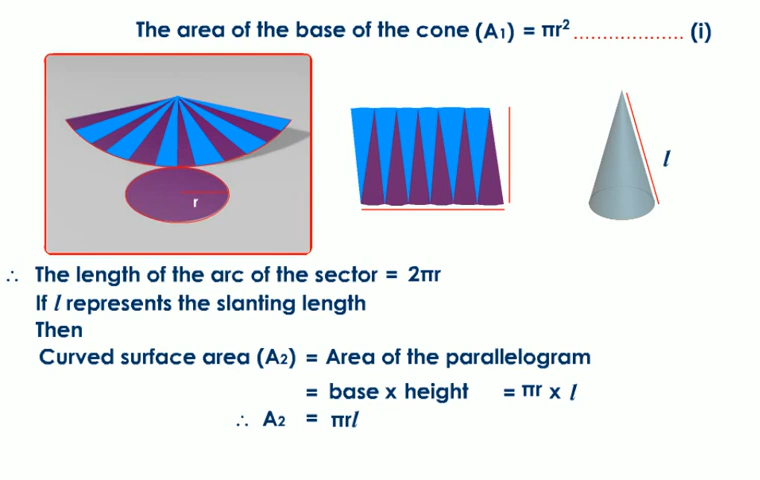 The area of the base of the cone (A1) = πr² ................... (i)
r
l
∴ The length of the arc of the sector = 2πr
If l represents the slanting length
Then
Curved surface area (A2) = Area of the parallelogram
= base x height = πr x l
∴ A2 = πrl